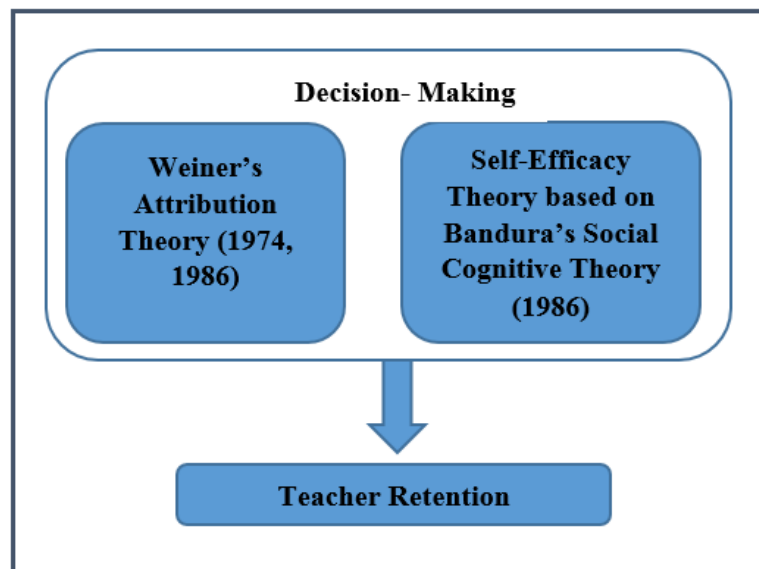 Decision- Making
Weiner’s
Attribution
Theory (1974,
1986)
Self-Efficacy
Theory based on
Bandura’s Social
Cognitive Theory
(1986)
Teacher Retention